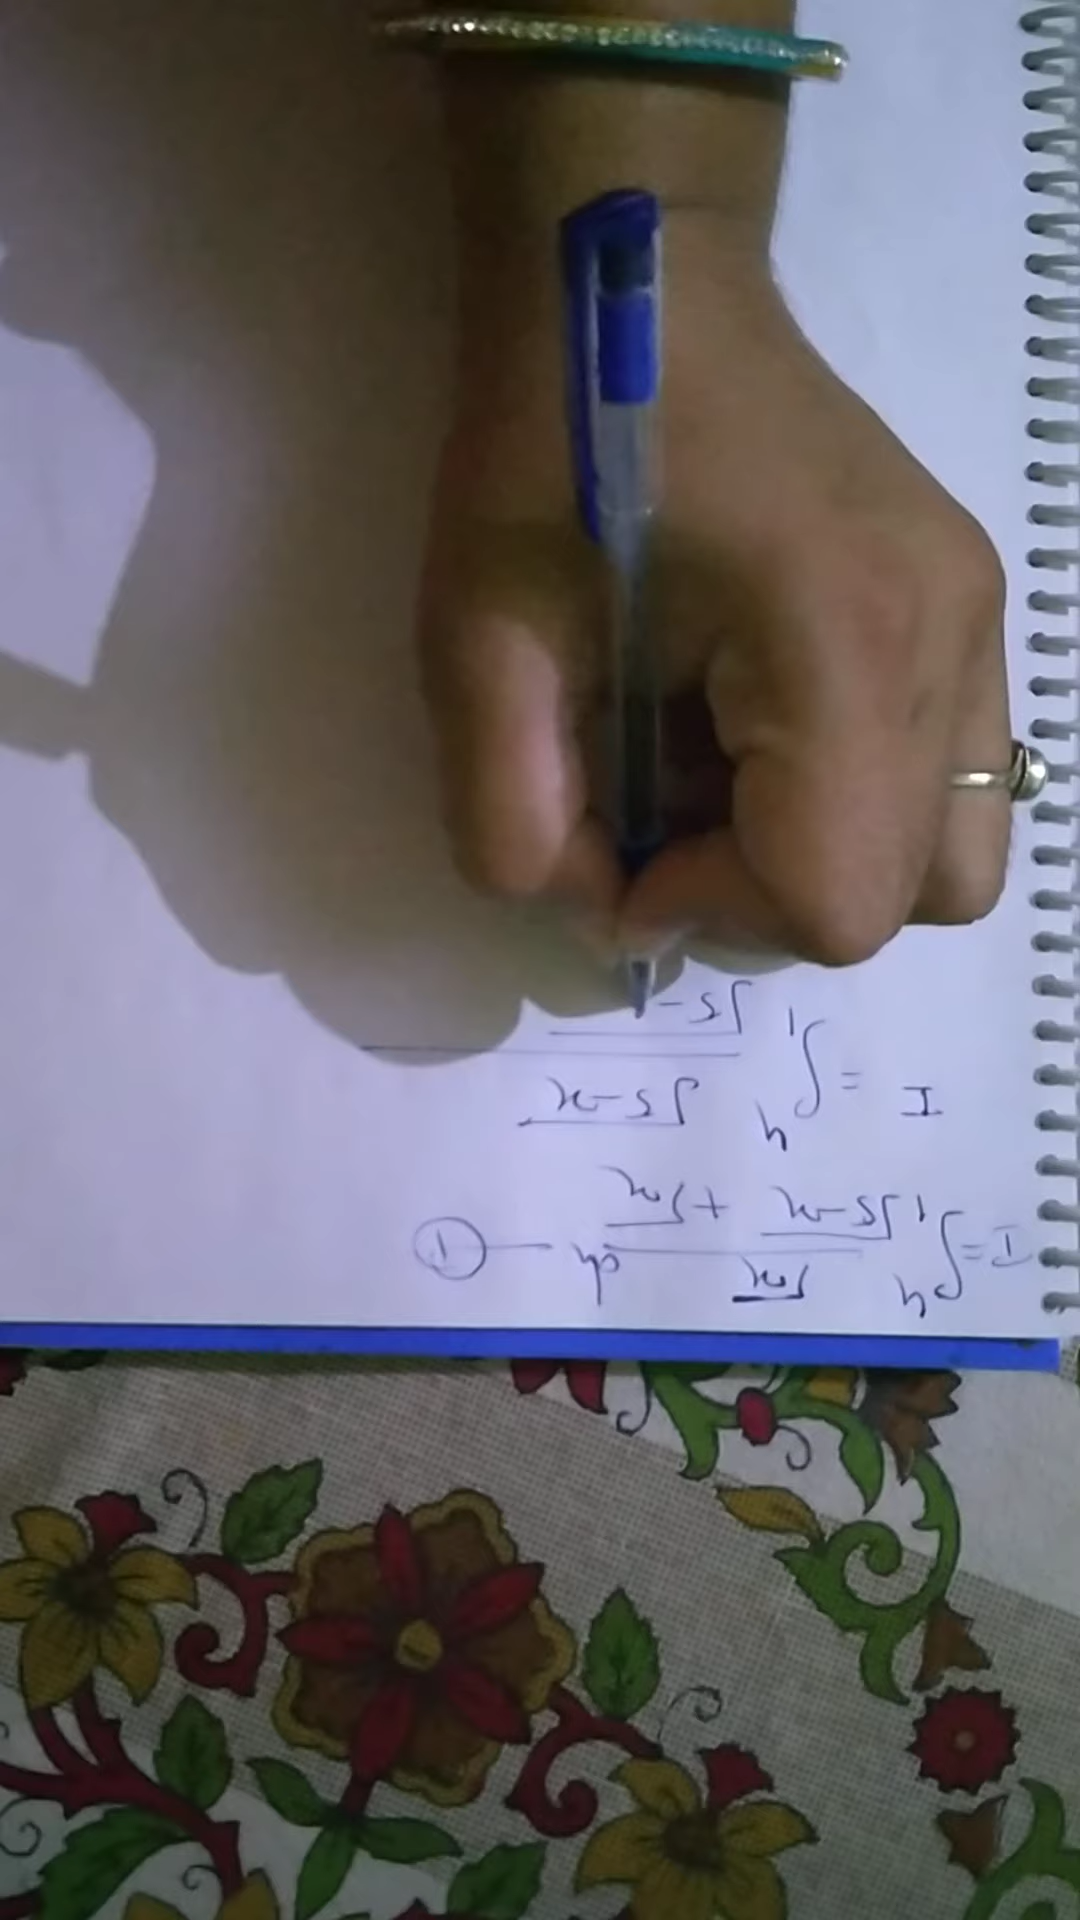 I = ∫₁⁴ √x / (√5-x + √x) dx — ①
I = ∫₁⁴ √5-x / √5-